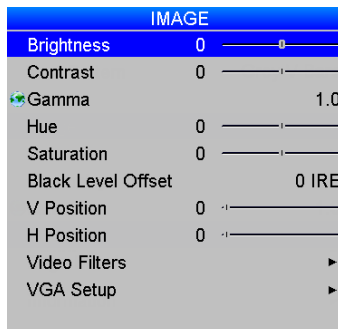 IMAGE
Brightness 0
Contrast 0
Gamma 1.0
Hue 0
Saturation 0
Black Level Offset 0 IRE
V Position 0
H Position 0
Video Filters
VGA Setup